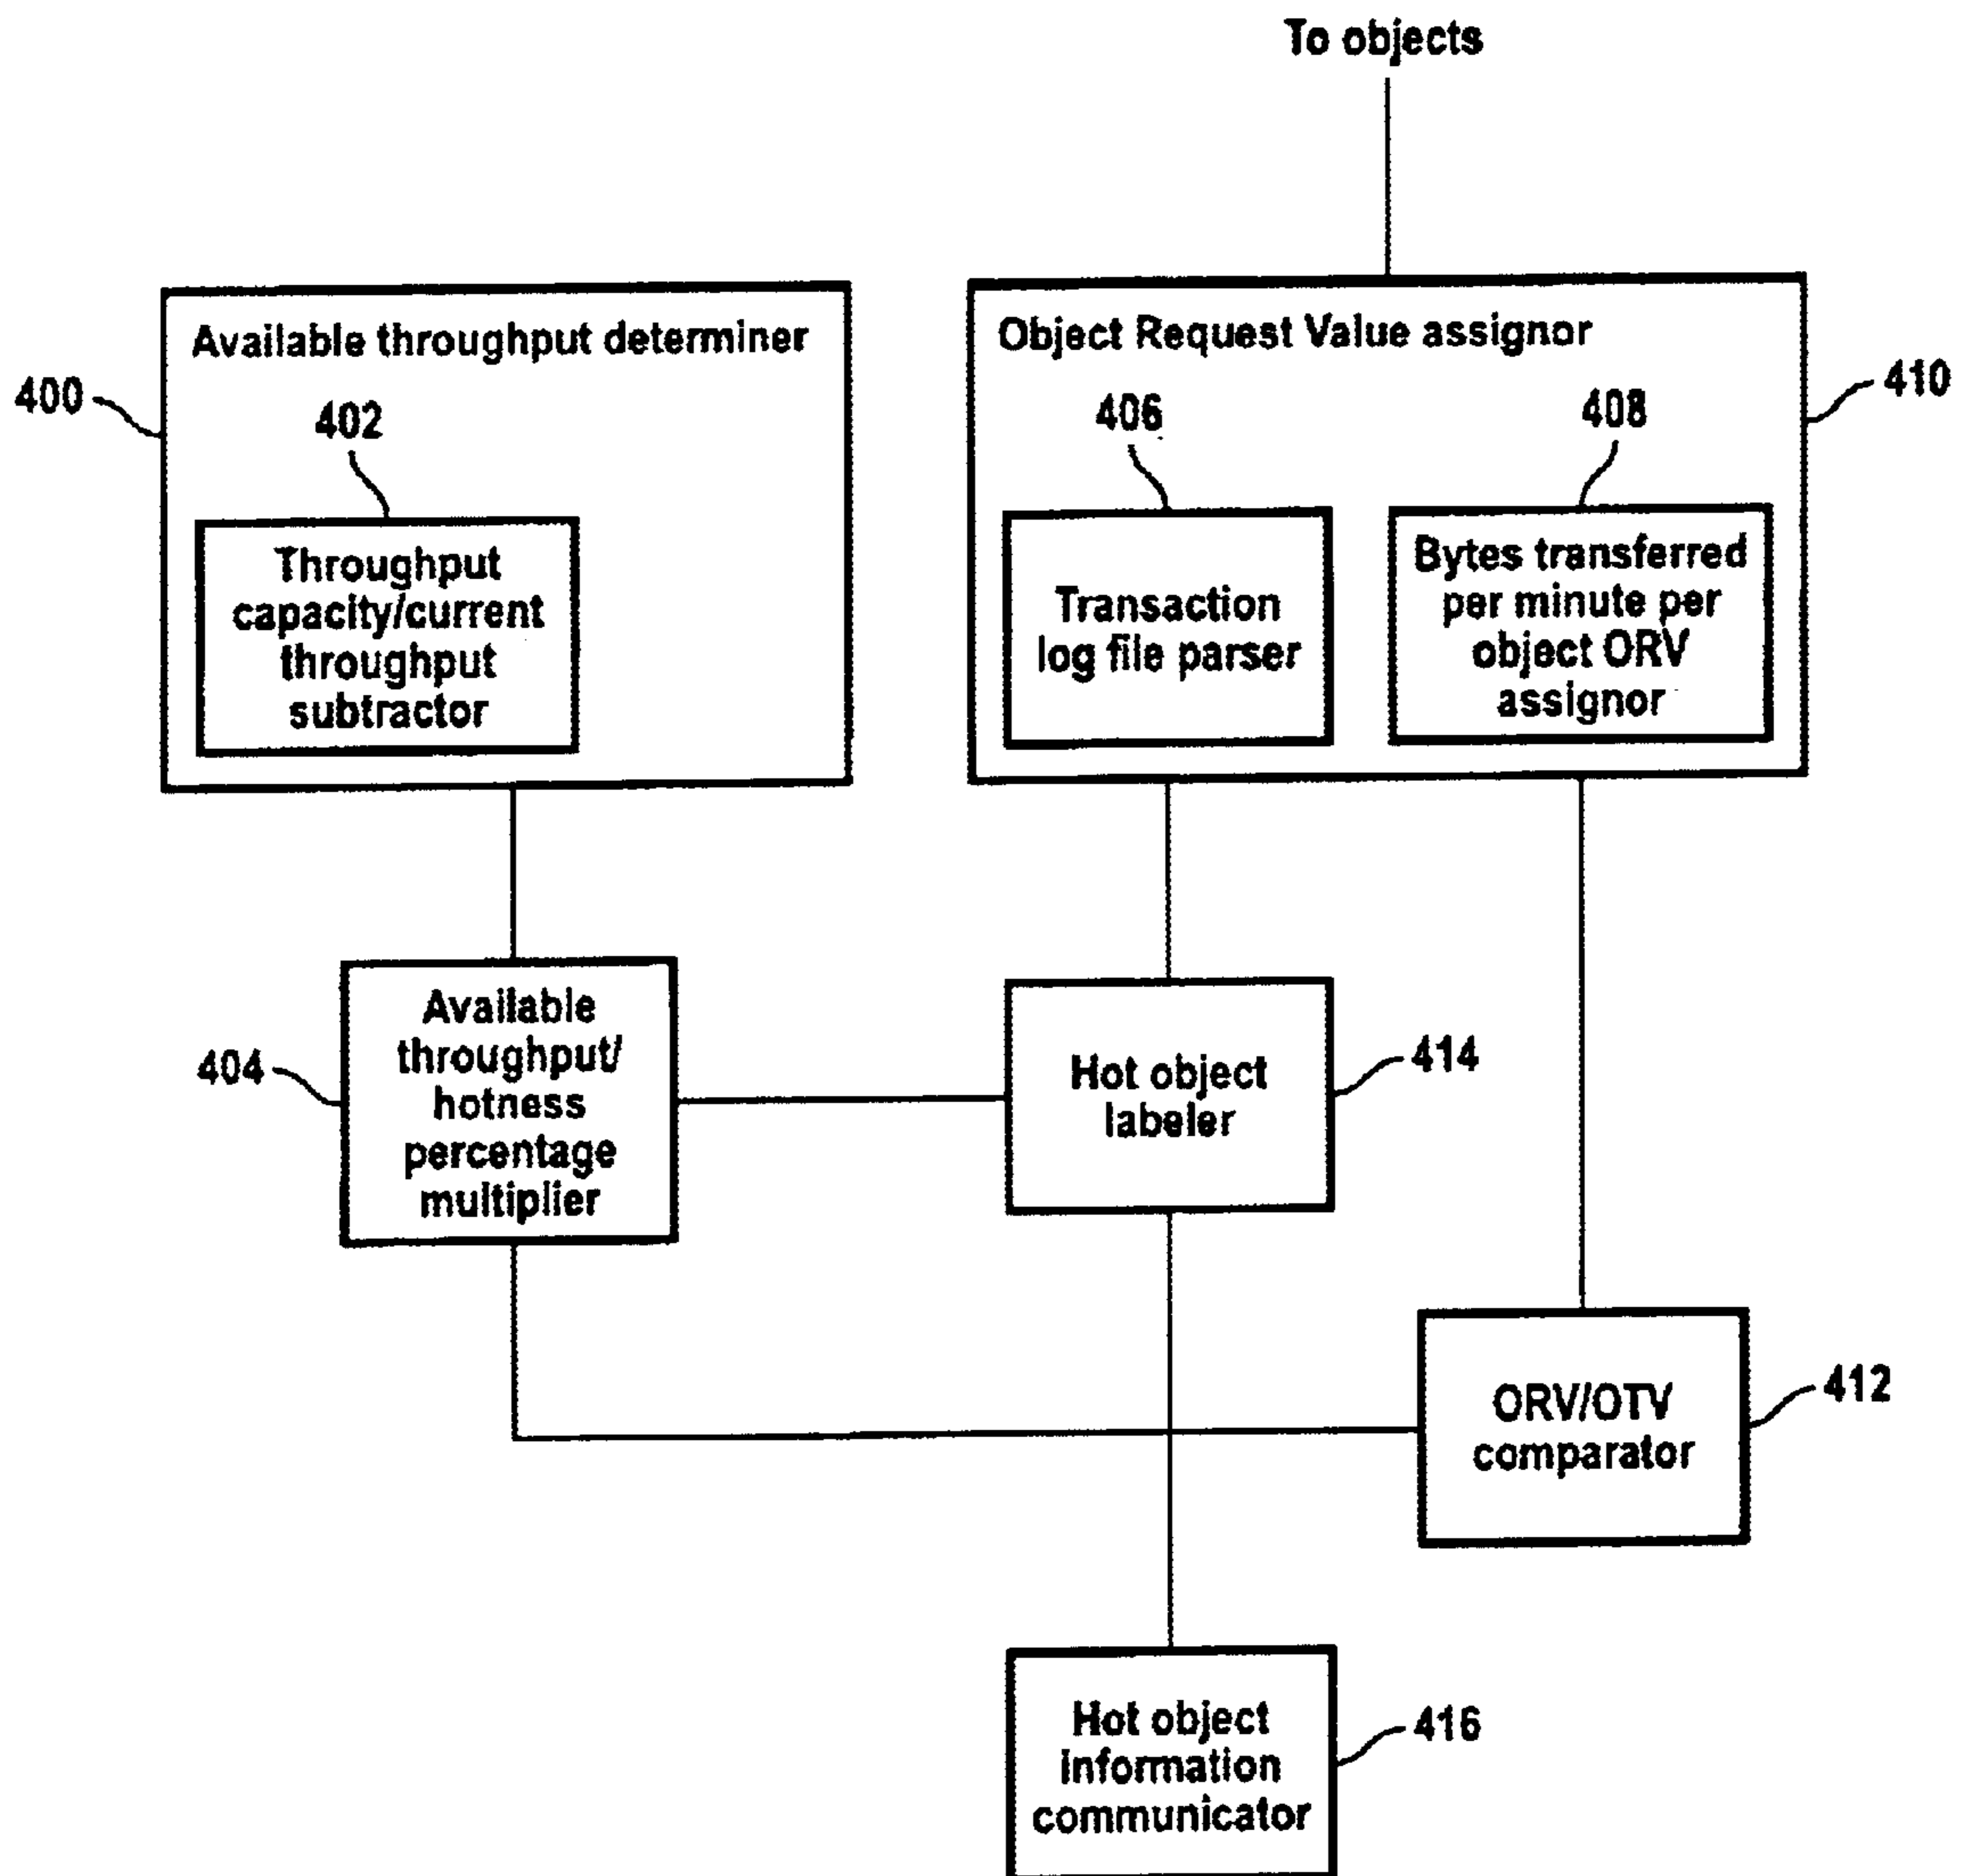 To objects
Available throughput determiner
Object Request Value assignor
400
410
402
406
408
Throughput
capacity/current
throughput
subtractor
Transaction
log file parser
Bytes transferred
per minute per
object ORV
assignor
Available
throughput/
hotness
percentage
multiplier
404
Hot object
labeler
414
ORV/OTV
comparator
412
Hot object
information
communicator
416